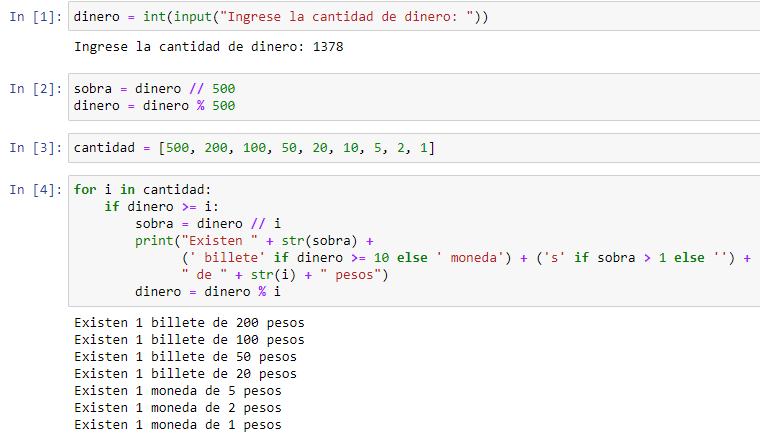 In [1]: dinero = int(input("Ingrese la cantidad de dinero: "))
Ingrese la cantidad de dinero: 1378
In [2]: sobra = dinero // 500
dinero = dinero % 500
In [3]: cantidad = [500, 200, 100, 50, 20, 10, 5, 2, 1]
In [4]: for i in cantidad:
    if dinero >= i:
        sobra = dinero // i
        print("Existen " + str(sobra) +
              (' billete' if dinero >= 10 else ' moneda') + ('s' if sobra > 1 else '') +
              " de " + str(i) + " pesos")
        dinero = dinero % i
Existen 1 billete de 200 pesos
Existen 1 billete de 100 pesos
Existen 1 billete de 50 pesos
Existen 1 billete de 20 pesos
Existen 1 moneda de 5 pesos
Existen 1 moneda de 2 pesos
Existen 1 moneda de 1 pesos